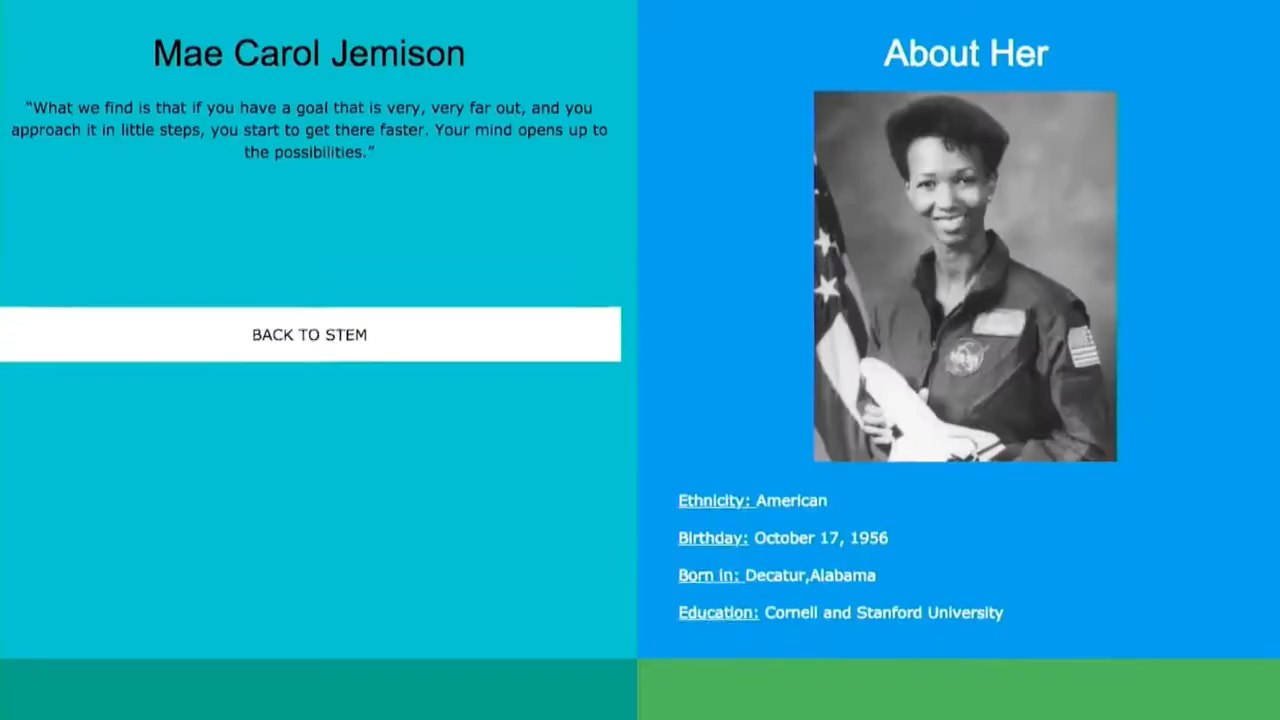 Mae Carol Jemison
“What we find is that if you have a goal that is very, very far out, and you
approach it in little steps, you start to get there faster. Your mind opens up to
the possibilities.”
BACK TO STEM
About Her
Ethnicity: American
Birthday: October 17, 1956
Born in: Decatur,Alabama
Education: Cornell and Stanford University